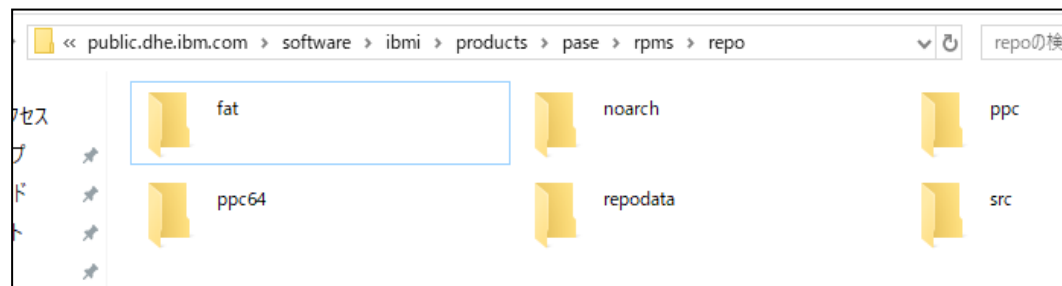 « public.dhe.ibm.com > software > ibmi > products > pase > rpms > repo
repoの検
fat
noarch
ppc
クセス
プ
ppc64
repodata
src
ド
ト